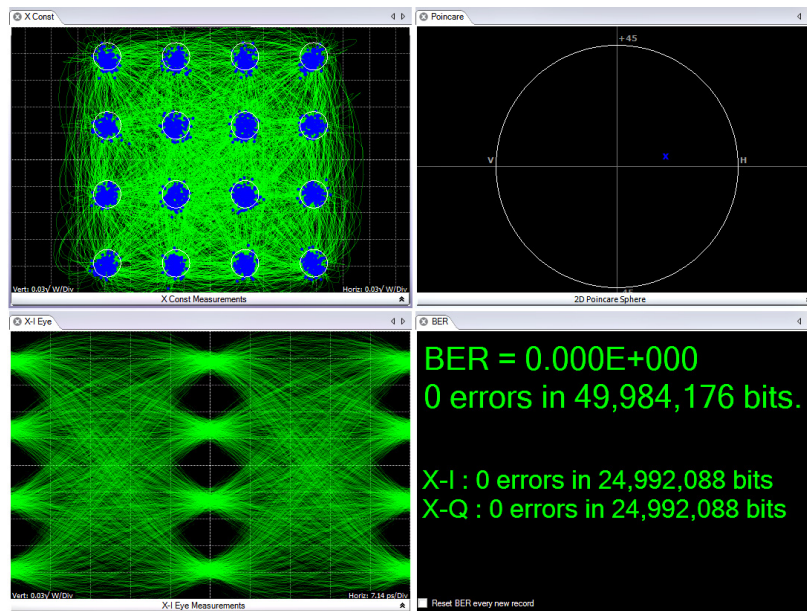 X Const
Vert: 0.03√ W/Div
Horiz: 0.03√ W/Div
X Const Measurements
Poincare
+45
V
H
X
-45
2D Poincare Sphere
X-I Eye
Vert: 0.03√ W/Div
Horiz: 7.14 ps/Div
X-I Eye Measurements
BER
BER = 0.000E+000
0 errors in 49,984,176 bits.
X-I : 0 errors in 24,992,088 bits
X-Q : 0 errors in 24,992,088 bits
Reset BER every new record